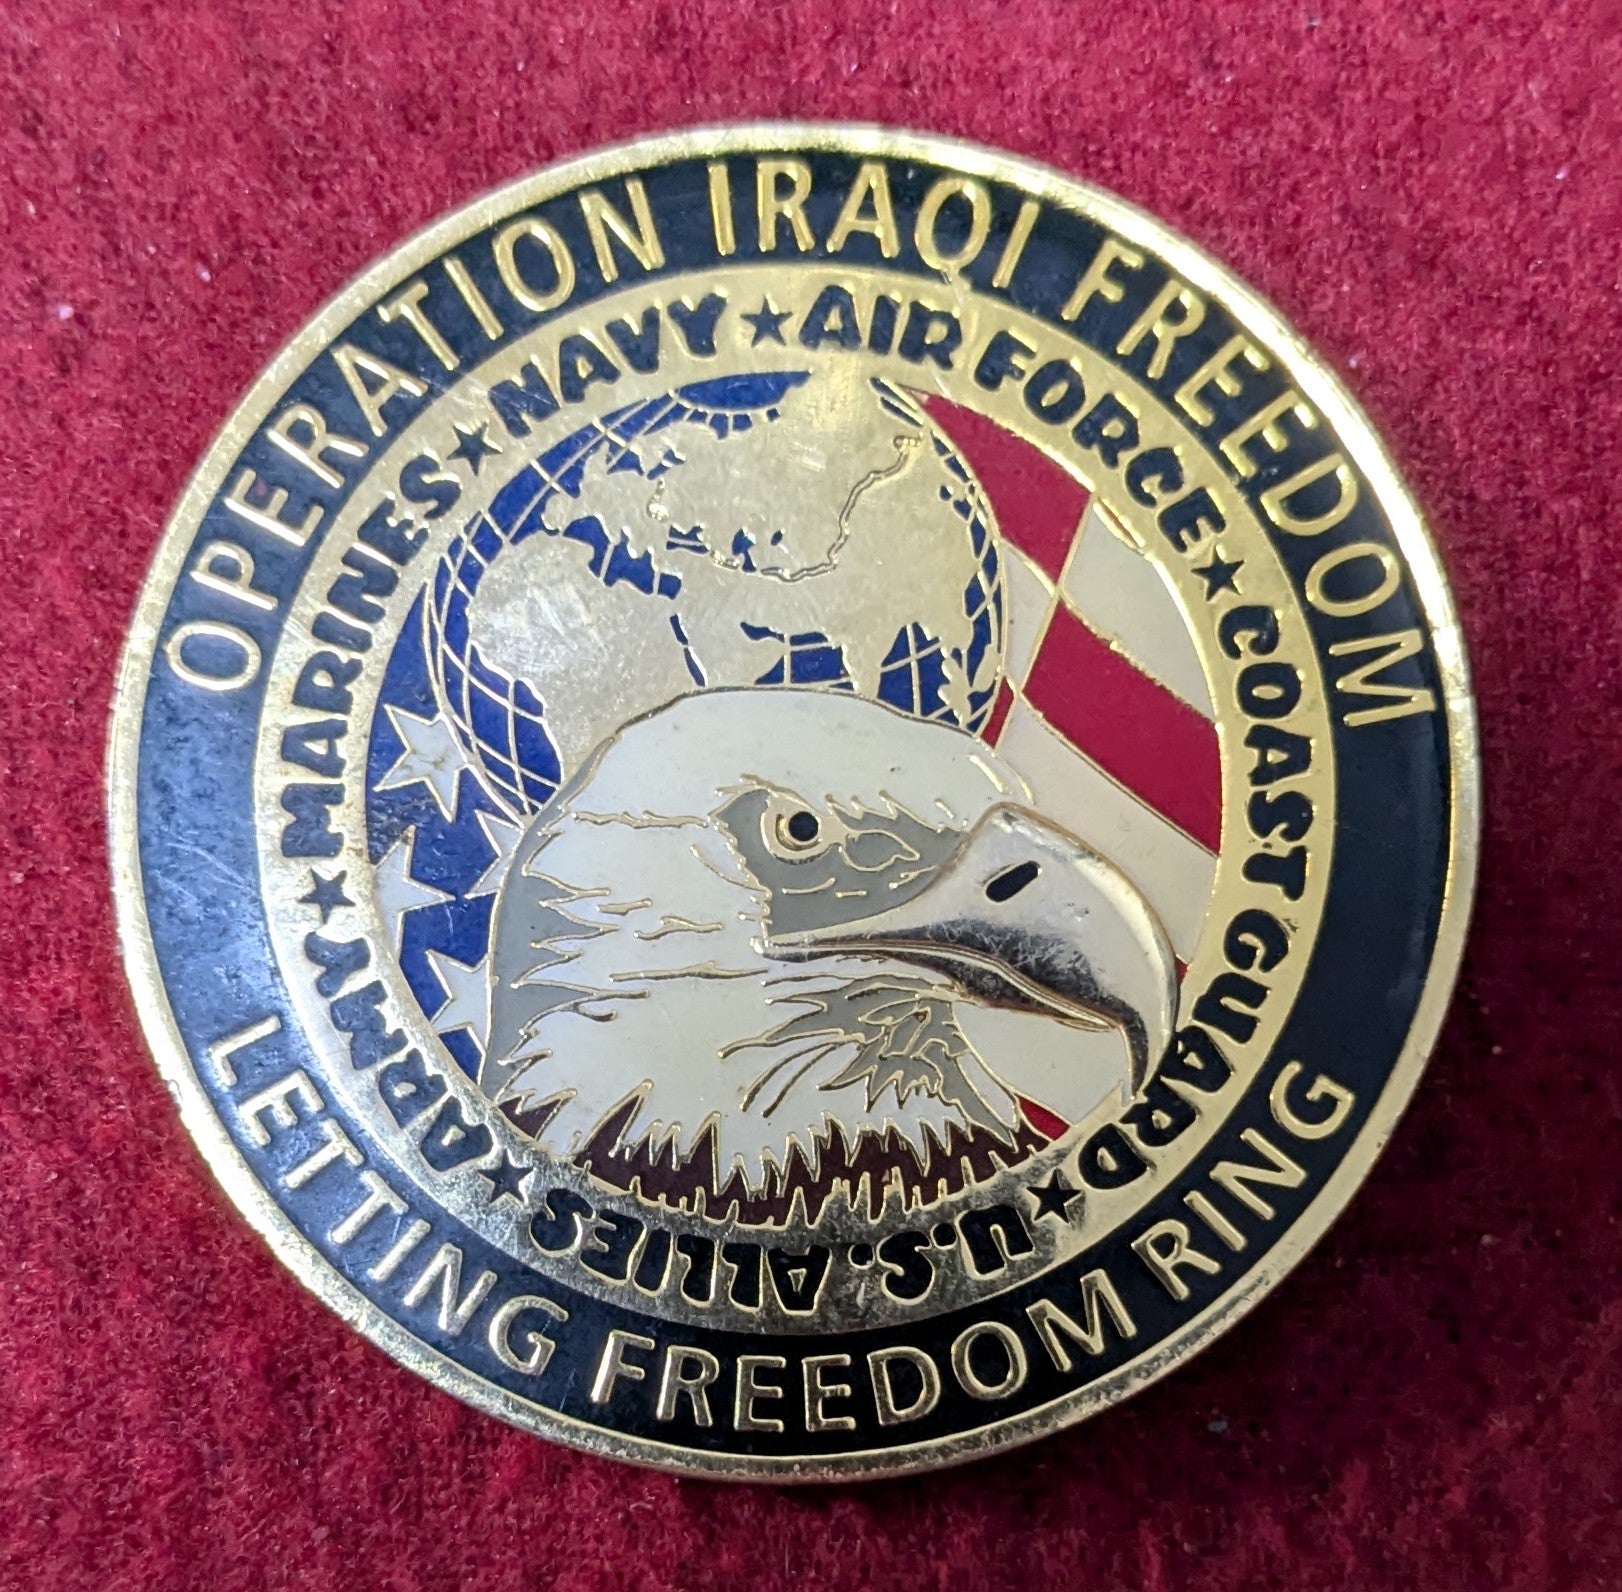 OPERATION IRAQI FREEDOM
ARMY★MARINES★NAVY★AIR FORCE★COAST GUARD★U.S. ALLIES★
LETTING FREEDOM RING